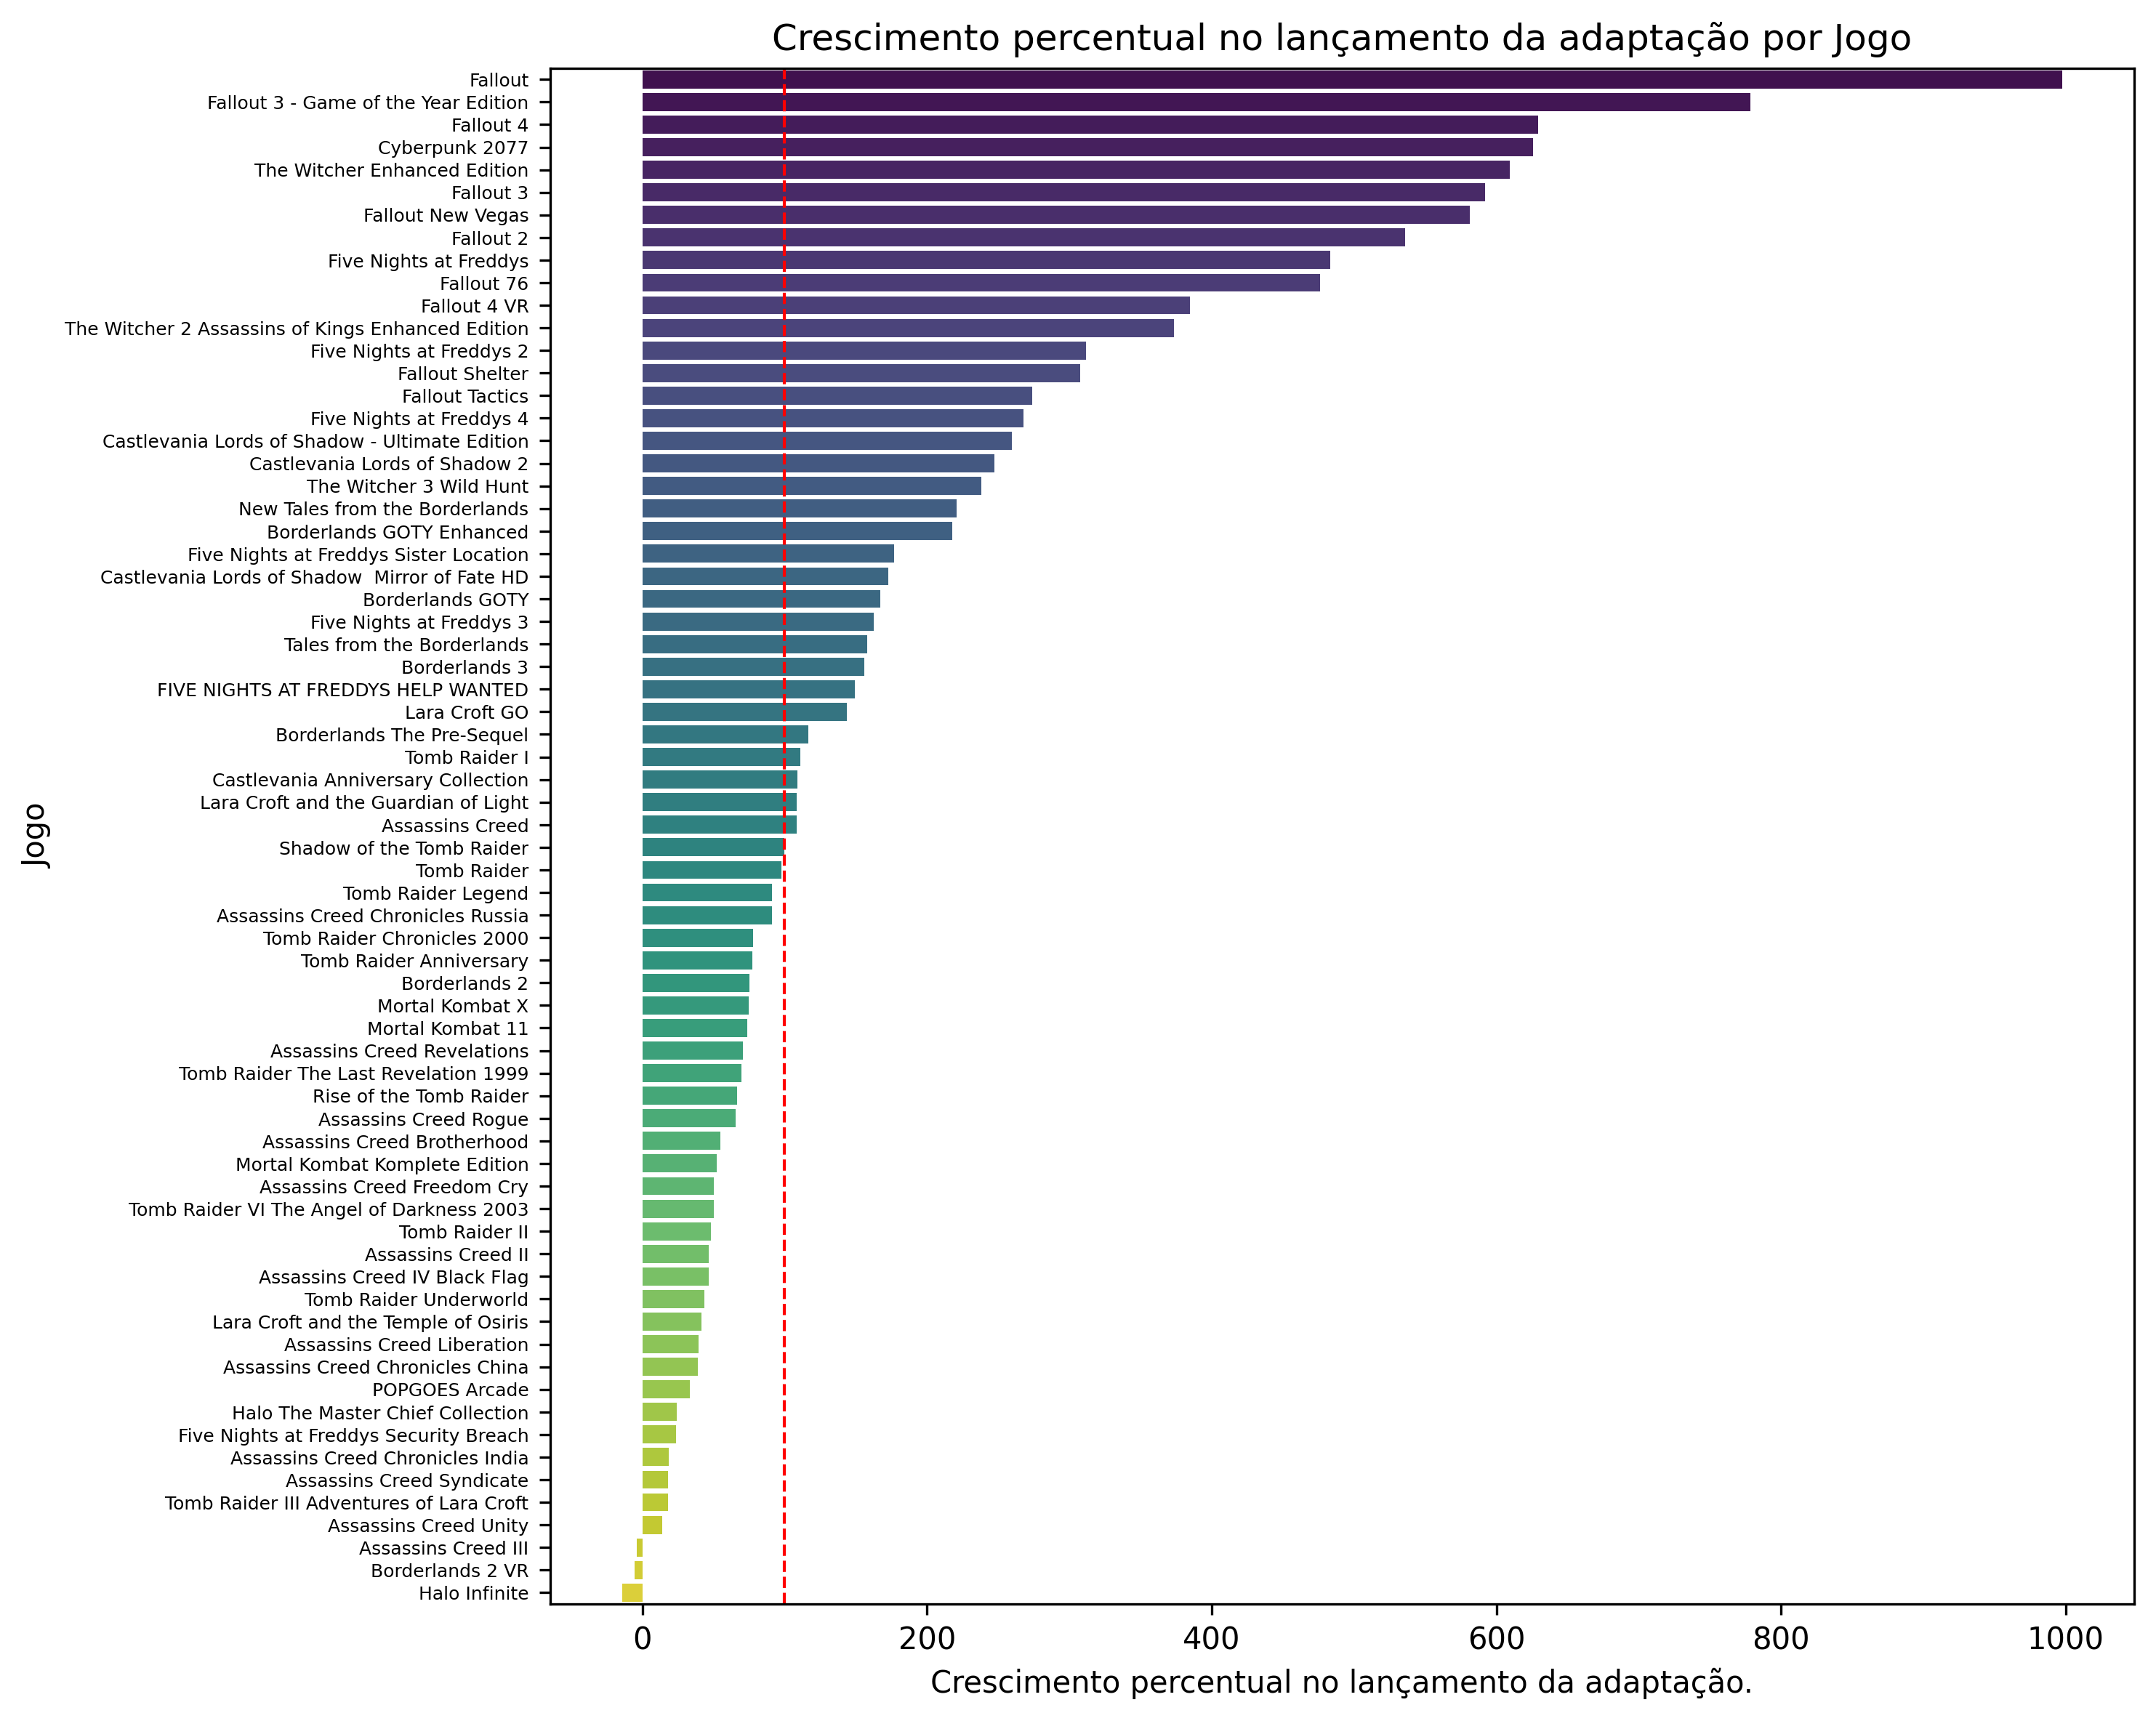 Crescimento percentual no lançamento da adaptação por Jogo
Jogo
Fallout
Fallout 3 - Game of the Year Edition
Fallout 4
Cyberpunk 2077
The Witcher Enhanced Edition
Fallout 3
Fallout New Vegas
Fallout 2
Five Nights at Freddys
Fallout 76
Fallout 4 VR
The Witcher 2 Assassins of Kings Enhanced Edition
Five Nights at Freddys 2
Fallout Shelter
Fallout Tactics
Five Nights at Freddys 4
Castlevania Lords of Shadow - Ultimate Edition
Castlevania Lords of Shadow 2
The Witcher 3 Wild Hunt
New Tales from the Borderlands
Borderlands GOTY Enhanced
Five Nights at Freddys Sister Location
Castlevania Lords of Shadow  Mirror of Fate HD
Borderlands GOTY
Five Nights at Freddys 3
Tales from the Borderlands
Borderlands 3
FIVE NIGHTS AT FREDDYS HELP WANTED
Lara Croft GO
Borderlands The Pre-Sequel
Tomb Raider I
Castlevania Anniversary Collection
Lara Croft and the Guardian of Light
Assassins Creed
Shadow of the Tomb Raider
Tomb Raider
Tomb Raider Legend
Assassins Creed Chronicles Russia
Tomb Raider Chronicles 2000
Tomb Raider Anniversary
Borderlands 2
Mortal Kombat X
Mortal Kombat 11
Assassins Creed Revelations
Tomb Raider The Last Revelation 1999
Rise of the Tomb Raider
Assassins Creed Rogue
Assassins Creed Brotherhood
Mortal Kombat Komplete Edition
Assassins Creed Freedom Cry
Tomb Raider VI The Angel of Darkness 2003
Tomb Raider II
Assassins Creed II
Assassins Creed IV Black Flag
Tomb Raider Underworld
Lara Croft and the Temple of Osiris
Assassins Creed Liberation
Assassins Creed Chronicles China
POPGOES Arcade
Halo The Master Chief Collection
Five Nights at Freddys Security Breach
Assassins Creed Chronicles India
Assassins Creed Syndicate
Tomb Raider III Adventures of Lara Croft
Assassins Creed Unity
Assassins Creed III
Borderlands 2 VR
Halo Infinite
0 200 400 600 800 1000
Crescimento percentual no lançamento da adaptação.